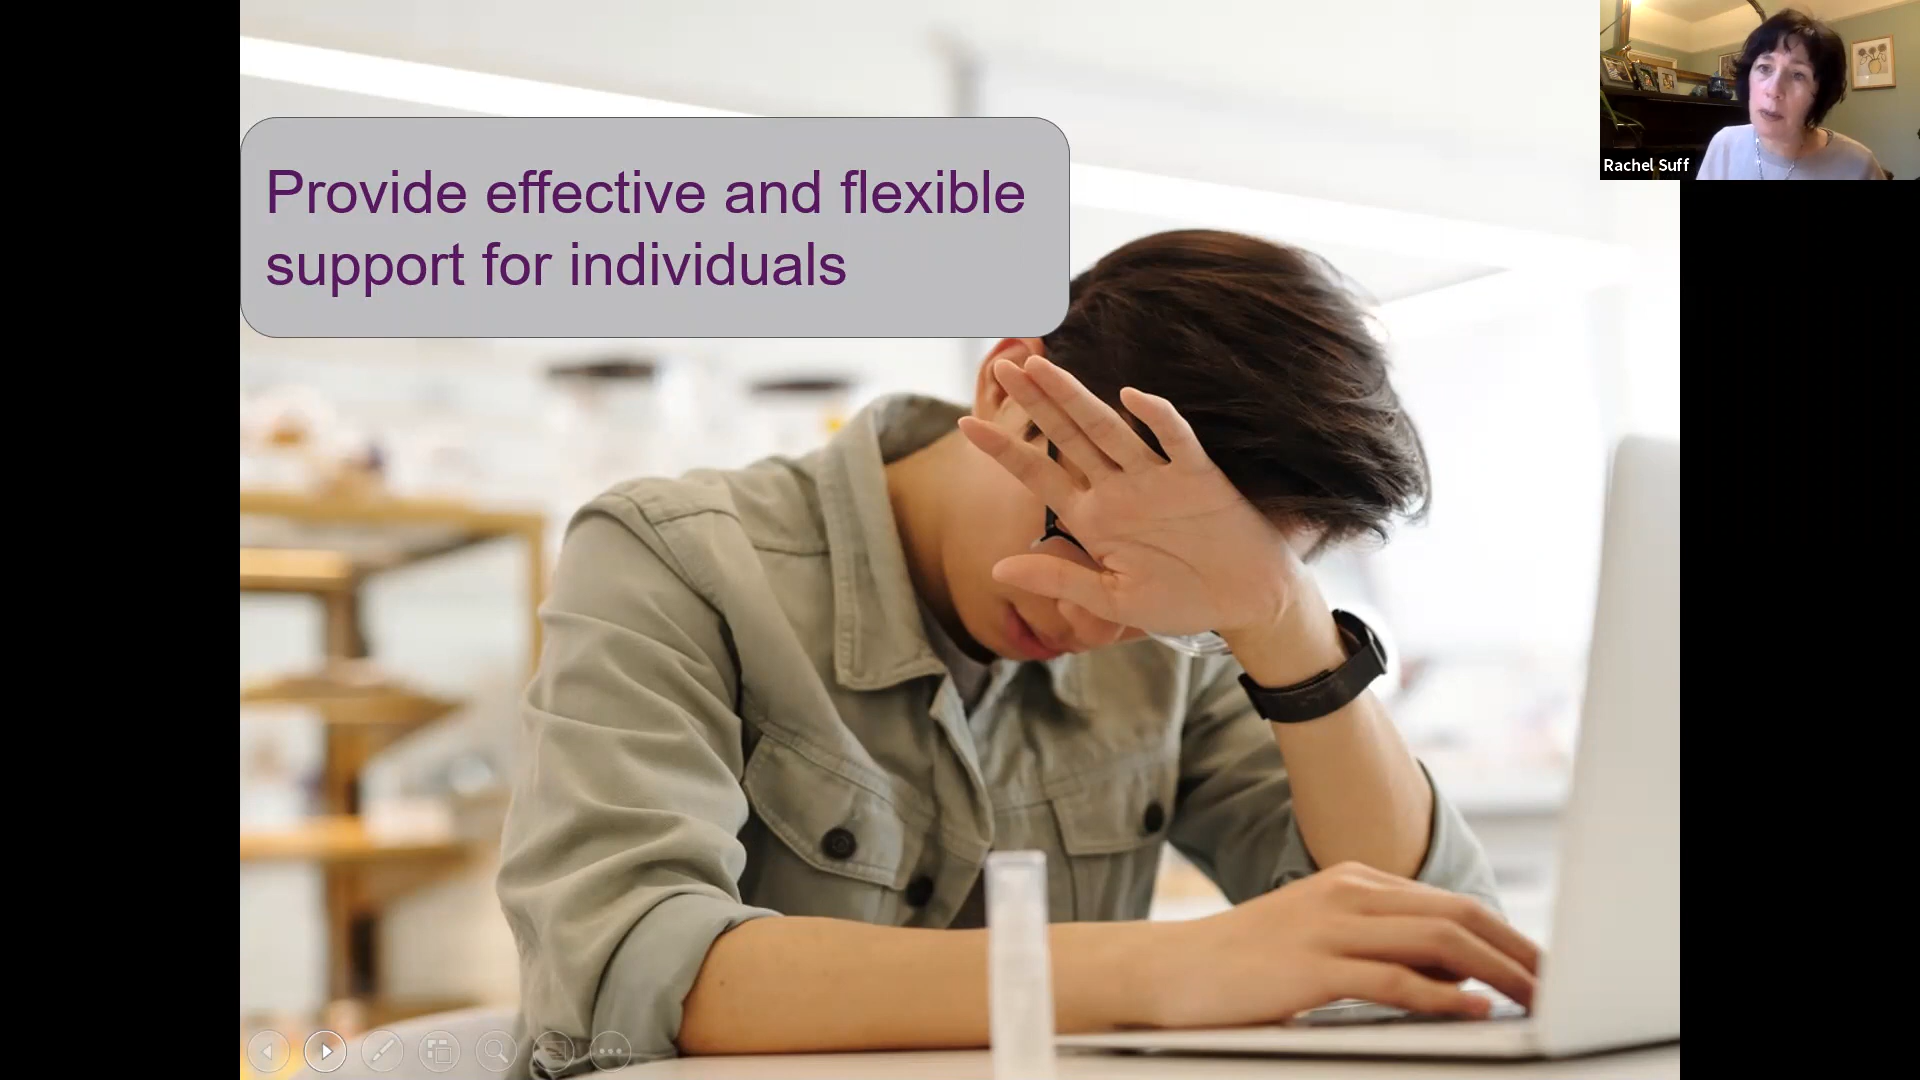 Provide effective and flexible
support for individuals
Rachel Suff